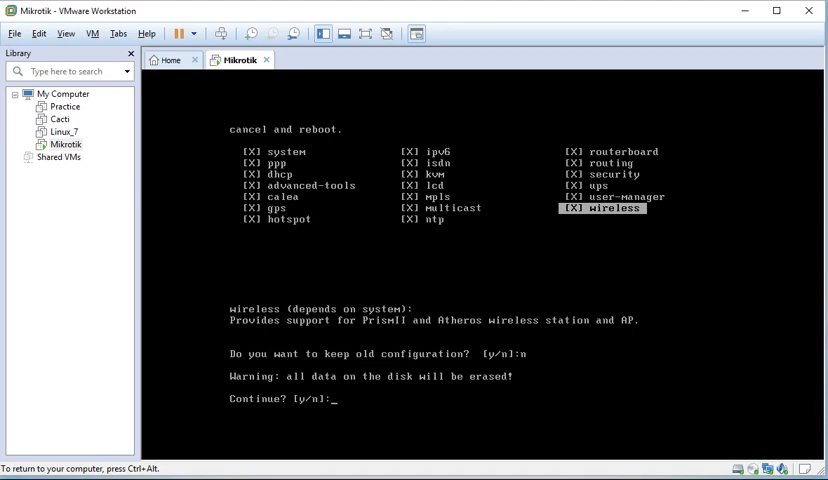 Mikrotik - VMware Workstation
File Edit View VM Tabs Help
Library
Type here to search
My Computer
Practice
Cacti
Linux_7
Mikrotik
Shared VMs
Home Mikrotik
cancel and reboot.
[X] system [X] ipv6 [X] routerboard
[X] ppp [X] isdn [X] routing
[X] dhcp [X] kvm [X] security
[X] advanced-tools [X] lcd [X] ups
[X] calea [X] mpls [X] user-manager
[X] gps [X] multicast [X] wireless
[X] hotspot [X] ntp
wireless (depends on system):
Provides support for PrismII and Atheros wireless station and AP.
Do you want to keep old configuration? [y/n]:n
Warning: all data on the disk will be erased!
Continue? [y/n]:_
To return to your computer, press Ctrl+Alt.